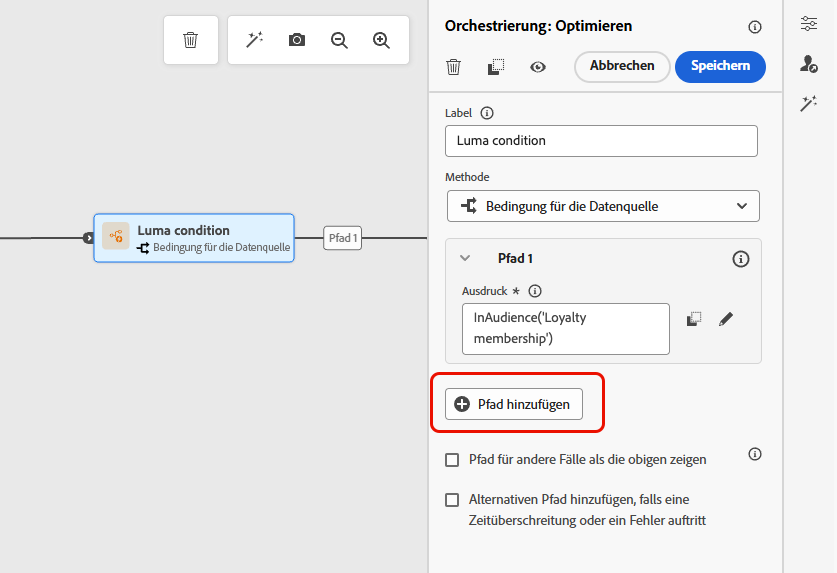 Orchestrierung: Optimieren
Abbrechen
Speichern
Label
Luma condition
Methode
Bedingung für die Datenquelle
Luma condition
Bedingung für die Datenquelle
Pfad 1
Pfad 1
Ausdruck *
InAudience('Loyalty
membership')
Pfad hinzufügen
Pfad für andere Fälle als die obigen zeigen
Alternativen Pfad hinzufügen, falls eine
Zeitüberschreitung oder ein Fehler auftritt